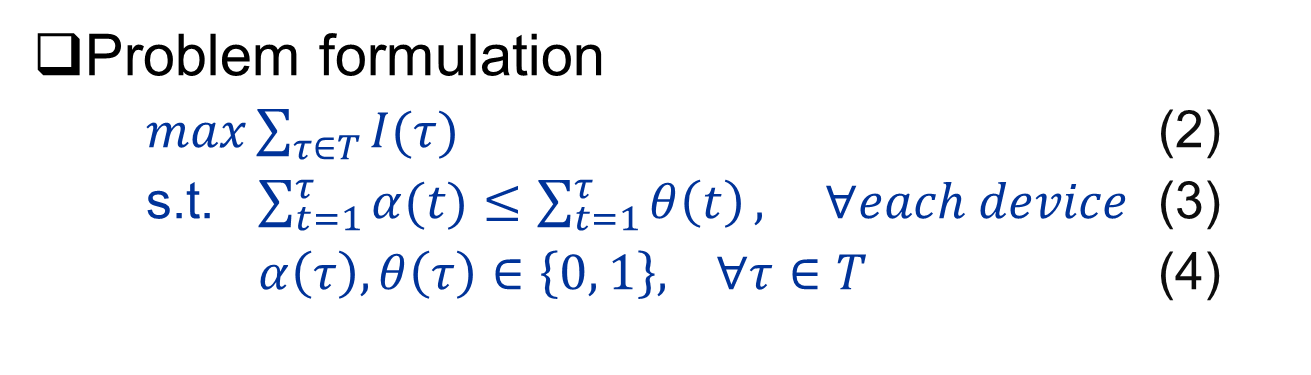 ❑Problem formulation
max ∑_{τ∈T} I(τ) (2)
s.t. ∑_{t=1}^{τ} α(t) ≤ ∑_{t=1}^{τ} θ(t), ∀each device (3)
α(τ), θ(τ) ∈ {0, 1}, ∀τ ∈ T (4)